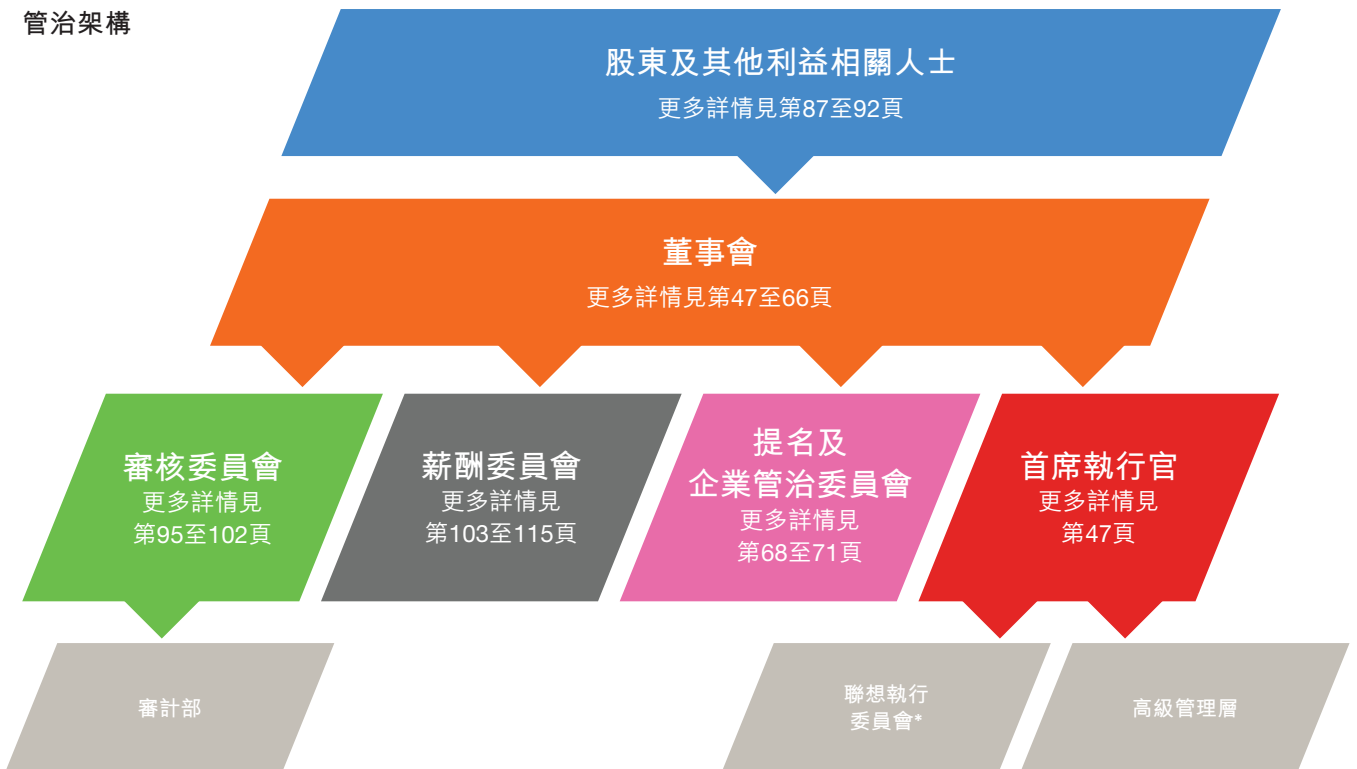 管治架構
股東及其他利益相關人士
更多詳情見第87至92頁
董事會
更多詳情見第47至66頁
審核委員會
更多詳情見
第95至102頁
薪酬委員會
更多詳情見
第103至115頁
提名及
企業管治委員會
更多詳情見
第68至71頁
首席執行官
更多詳情見
第47頁
審計部
聯想執行
委員會*
高級管理層